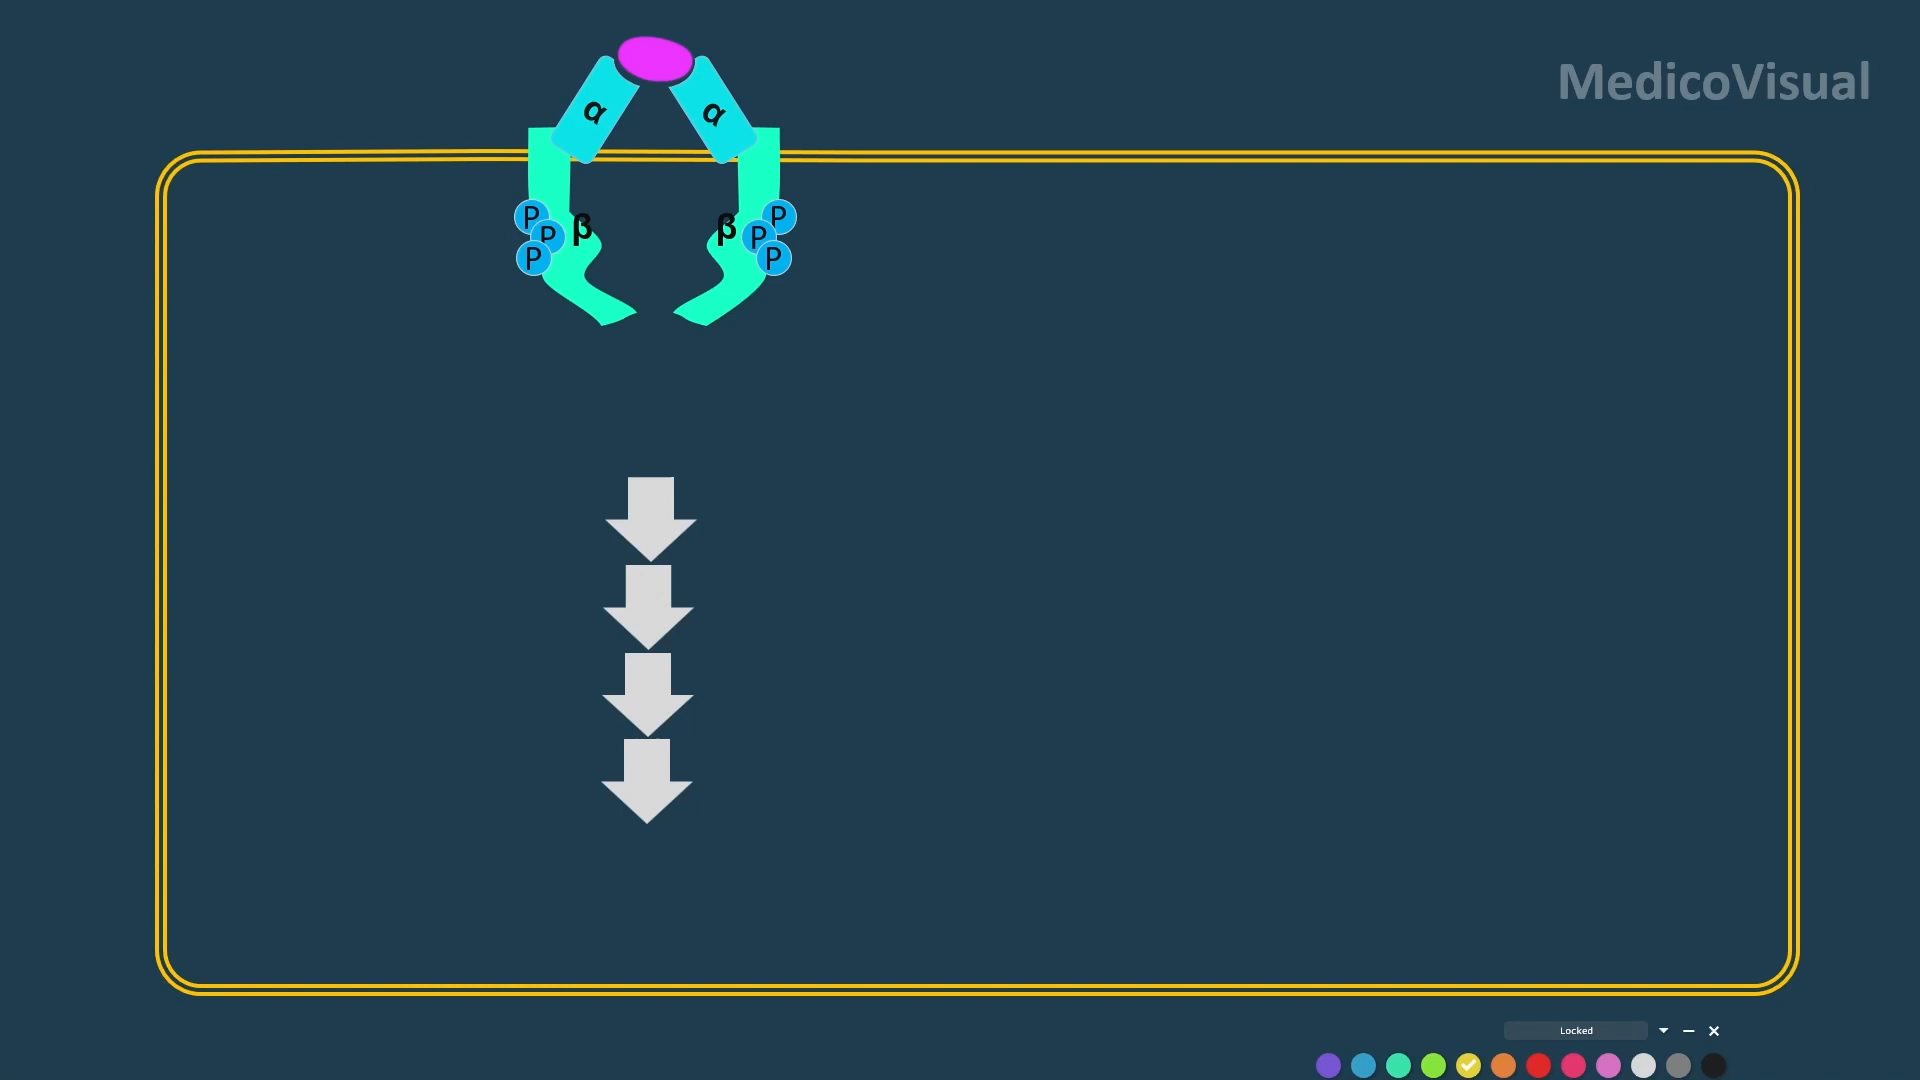 MedicoVisual
α α
β β
P P
P P
P P
Locked